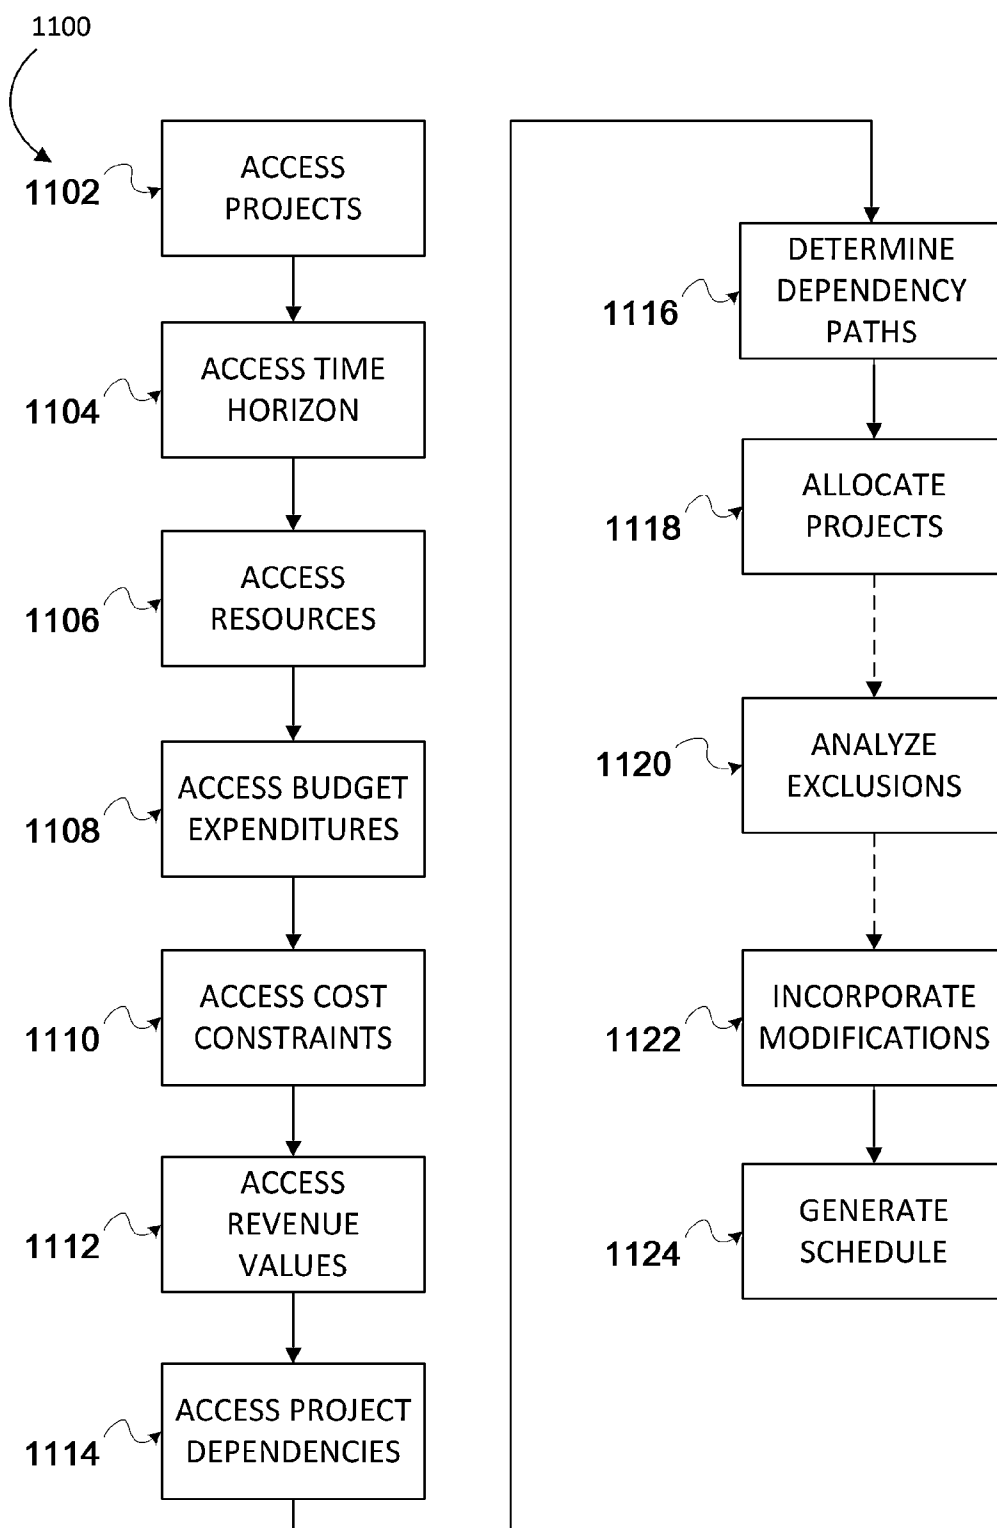 1100
1102
ACCESS
PROJECTS
1104
ACCESS TIME
HORIZON
1106
ACCESS
RESOURCES
1108
ACCESS BUDGET
EXPENDITURES
1110
ACCESS COST
CONSTRAINTS
1112
ACCESS
REVENUE
VALUES
1114
ACCESS PROJECT
DEPENDENCIES
1116
DETERMINE
DEPENDENCY
PATHS
1118
ALLOCATE
PROJECTS
1120
ANALYZE
EXCLUSIONS
1122
INCORPORATE
MODIFICATIONS
1124
GENERATE
SCHEDULE